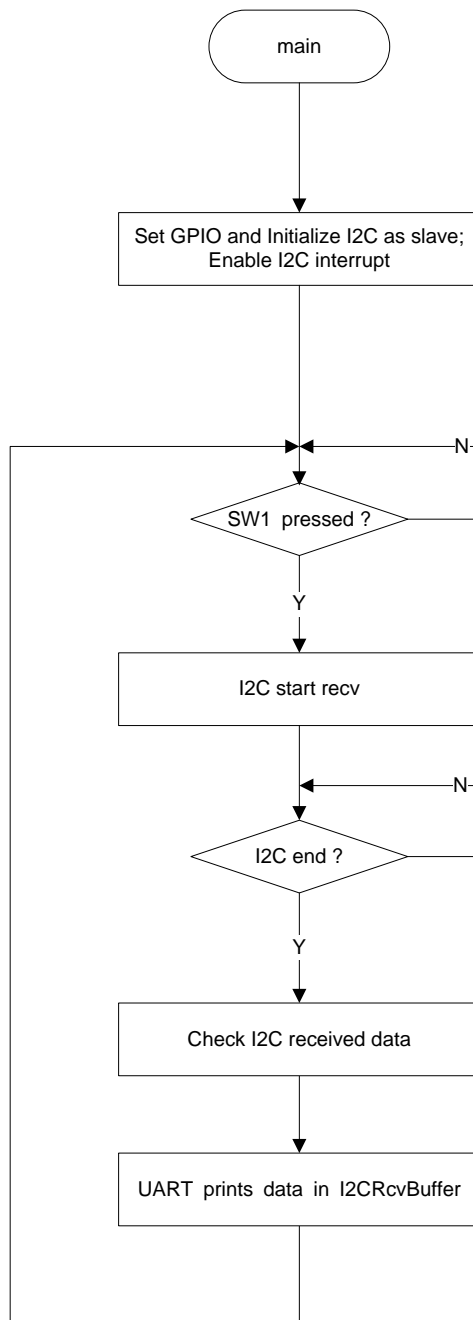 main
Set GPIO and Initialize I2C as slave;
Enable I2C interrupt
N
SW1 pressed ?
Y
I2C start recv
N
I2C end ?
Y
Check I2C received data
UART prints data in I2CRcvBuffer